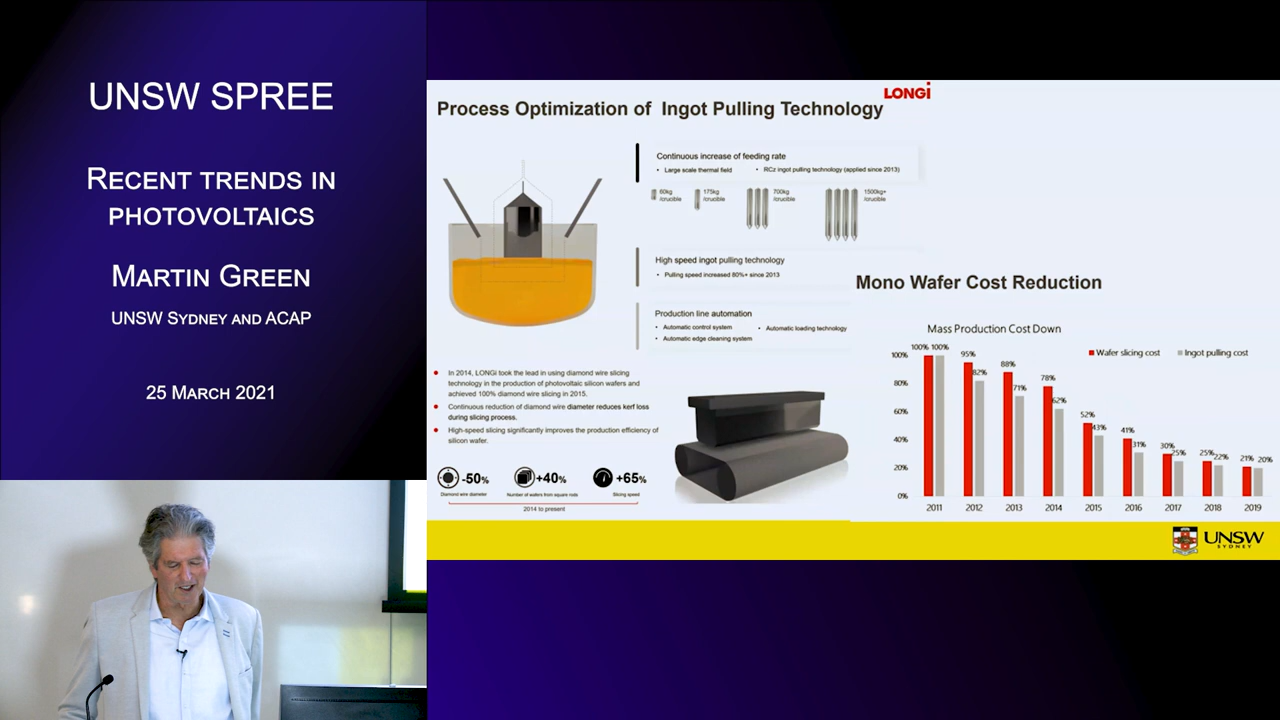 UNSW SPREE
RECENT TRENDS IN
PHOTOVOLTAICS
MARTIN GREEN
UNSW SYDNEY AND ACAP
25 MARCH 2021
LONGi
Process Optimization of Ingot Pulling Technology
Continuous increase of feeding rate
• Large scale thermal field
• RCz ingot pulling technology (applied since 2013)
60kg
/crucible
175kg
/crucible
700kg
/crucible
1500kg+
/crucible
High speed ingot pulling technology
• Pulling speed increased 80%+ since 2013
Production line automation
• Automatic control system
• Automatic loading technology
• Automatic edge cleaning system
• In 2014, LONGi took the lead in using diamond wire slicing
technology in the production of photovoltaic silicon wafers and
achieved 100% diamond wire slicing in 2015.
• Continuous reduction of diamond wire diameter reduces kerf loss
during slicing process.
• High-speed slicing significantly improves the production efficiency of
silicon wafer.
-50%
Diamond wire diameter
+40%
Number of wafers from square rods
+65%
Slicing speed
2014 to present
Mono Wafer Cost Reduction
Mass Production Cost Down
Wafer slicing cost
Ingot pulling cost
100%
80%
60%
40%
20%
0%
100% 100%
95%
82%
88%
71%
78%
62%
52%
43%
41%
31%
30%
25%
25%
22%
21%
20%
2011 2012 2013 2014 2015 2016 2017 2018 2019
UNSW
SYDNEY